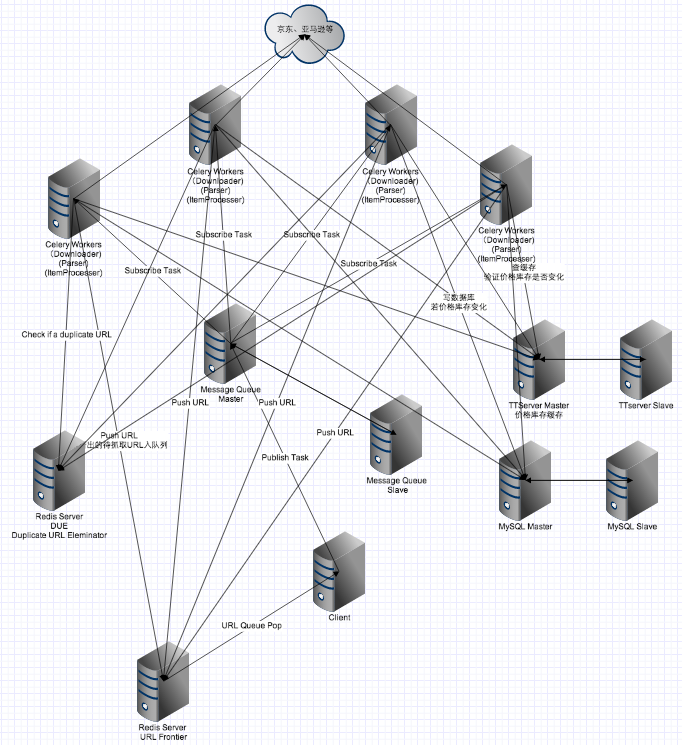 京东、亚马逊等
Celery Workers
(Downloader)
(Parser)
(ItemProcesser)
Celery Workers
(Downloader)
(Parser)
(ItemProcesser)
Celery Workers
(Downloader)
(Parser)
(ItemProcesser)
Celery Workers
(Downloader)
(Parser)
(ItemProcesser)
Subscribe Task
Subscribe Task
Subscribe Task
Subscribe Task
查缓存
验证价格库存是否变化
写数据库
若价格库存变化
Check if a duplicate URL
Message Queue
Master
TTServer Master
价格库存缓存
TTserver Slave
Push URL
Push URL
Push URL
Push URL
出的待抓取URL入队列
Publish Task
Message Queue
Slave
Redis Server
DUE
Duplicate URL Eleminator
MySQL Master
MySQL Slave
Client
URL Queue Pop
Redis Server
URL Frontier